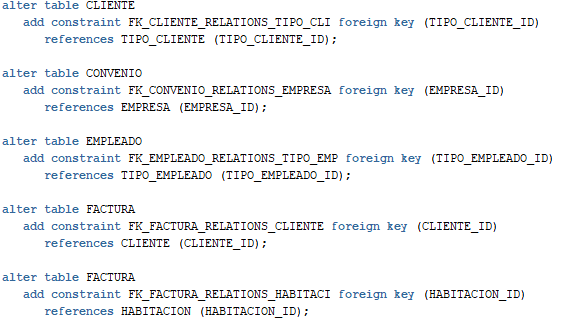 alter table CLIENTE
add constraint FK_CLIENTE_RELATIONS_TIPO_CLI foreign key (TIPO_CLIENTE_ID)
references TIPO_CLIENTE (TIPO_CLIENTE_ID);
alter table CONVENIO
add constraint FK_CONVENIO_RELATIONS_EMPRESA foreign key (EMPRESA_ID)
references EMPRESA (EMPRESA_ID);
alter table EMPLEADO
add constraint FK_EMPLEADO_RELATIONS_TIPO_EMP foreign key (TIPO_EMPLEADO_ID)
references TIPO_EMPLEADO (TIPO_EMPLEADO_ID);
alter table FACTURA
add constraint FK_FACTURA_RELATIONS_CLIENTE foreign key (CLIENTE_ID)
references CLIENTE (CLIENTE_ID);
alter table FACTURA
add constraint FK_FACTURA_RELATIONS_HABITACI foreign key (HABITACION_ID)
references HABITACION (HABITACION_ID);